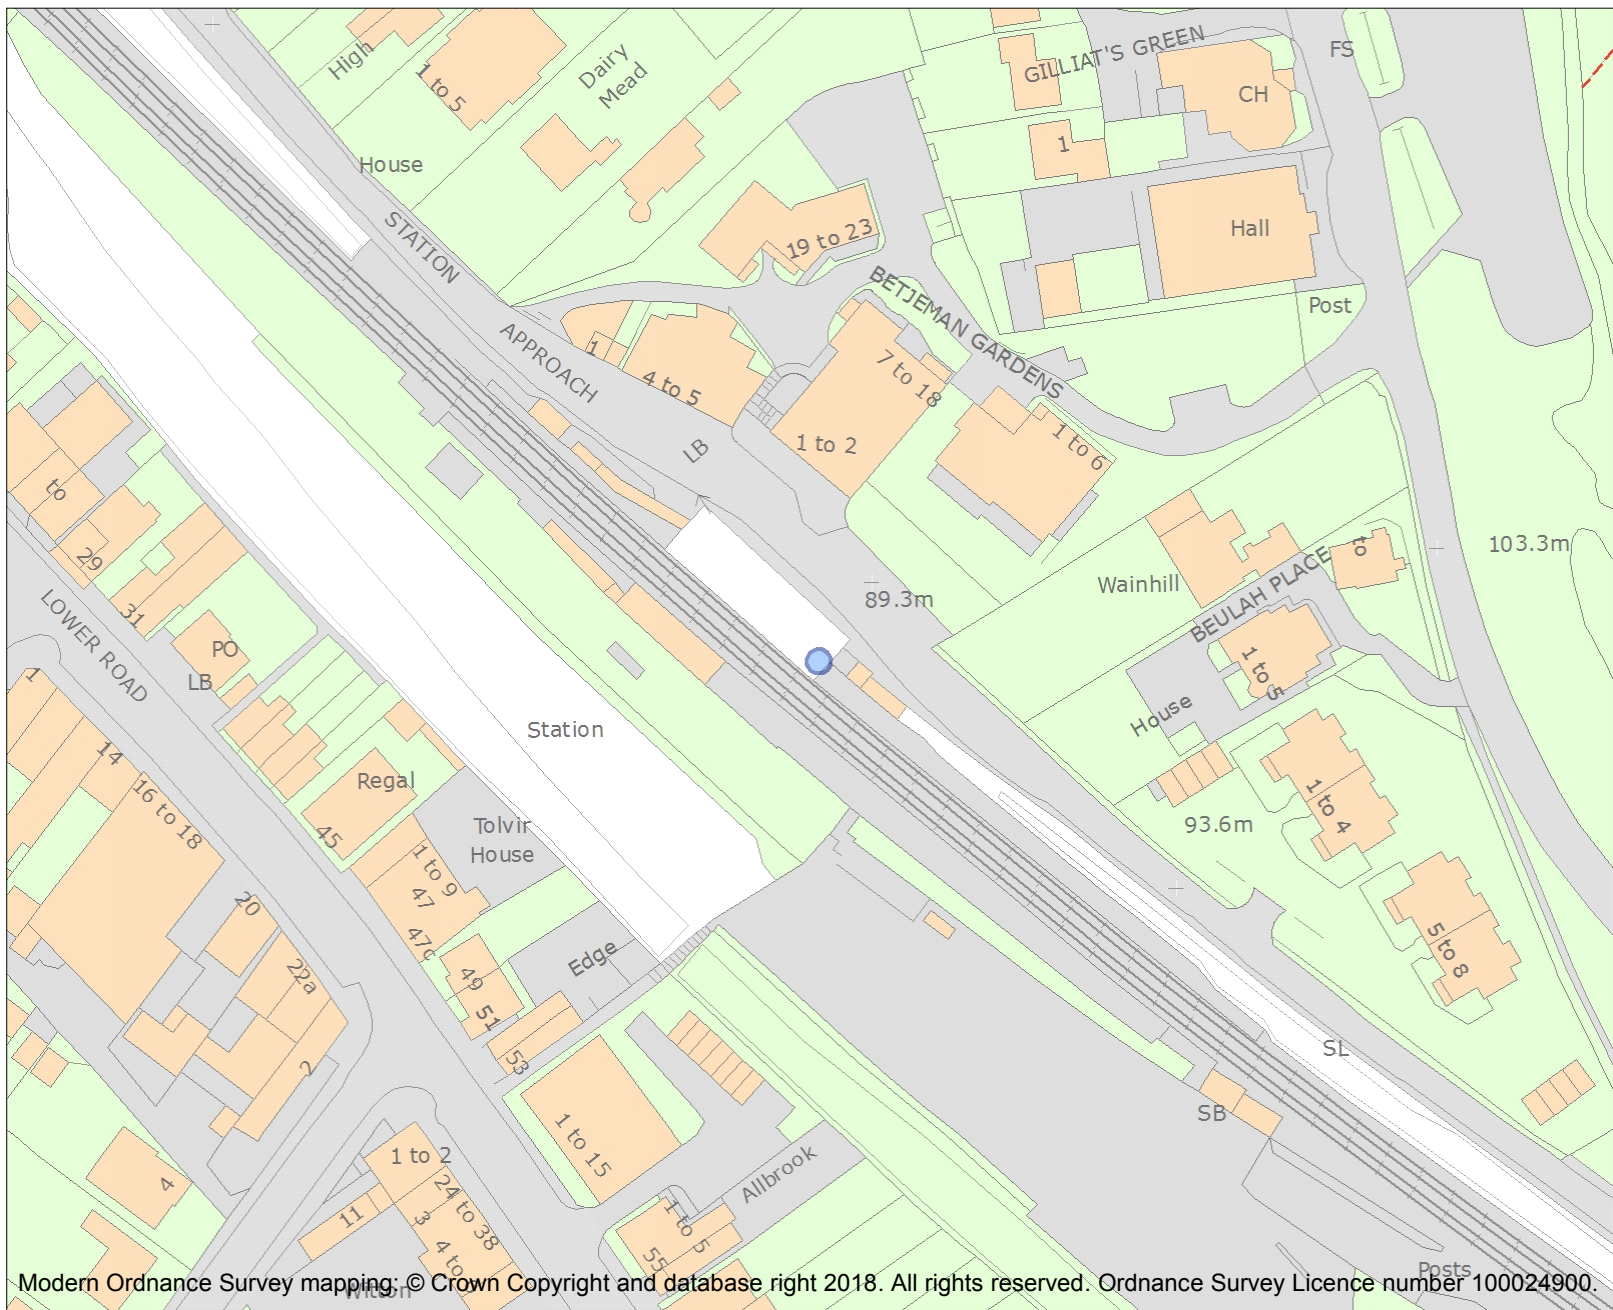 High
1 to 5
Dairy
Mead
House
GILLIAT'S GREEN
FS
CH
1
Hall
STATION
19 to 23
BETJEMAN GARDENS
Post
APPROACH
1
4 to 5
7 to 18
LB
1 to 2
1 to 6
to
29
31
LOWER ROAD
PO
LB
103.3m
to
Wainhill
BEULAH PLACE
89.3m
1 to 5
House
1
14
16 to 18
Station
Regal
45
Tolvir
House
1 to 4
93.6m
1 to 9
47
47c
20
22a
Edge
49
51
53
5 to 8
2
SL
SB
1 to 15
1 to 2
4
11
3
24 to 38
4 to
Allbrook
1 to 5
55
Posts
Witton
Modern Ordnance Survey mapping: © Crown Copyright and database right 2018. All rights reserved. Ordnance Survey Licence number 100024900.